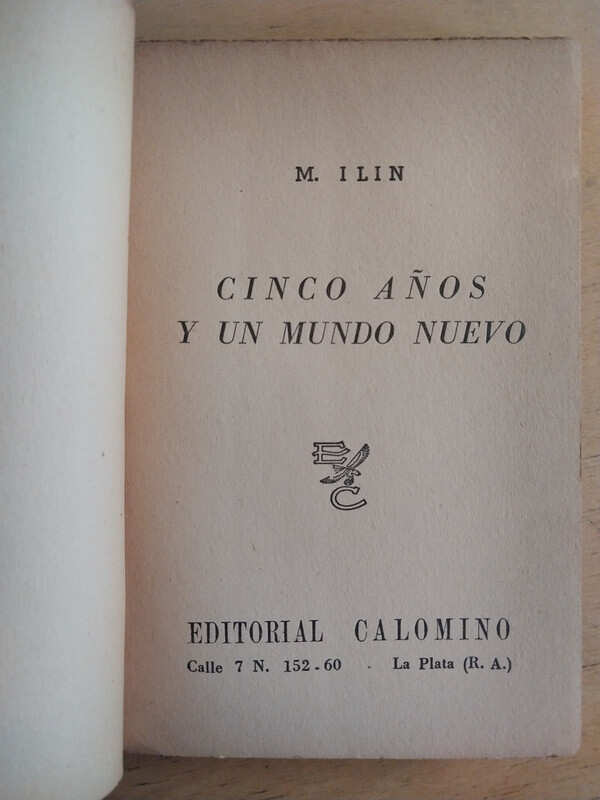 M. ILIN
CINCO AÑOS
Y UN MUNDO NUEVO
E
C
EDITORIAL CALOMINO
Calle 7 N. 152-60 - La Plata (R. A.)